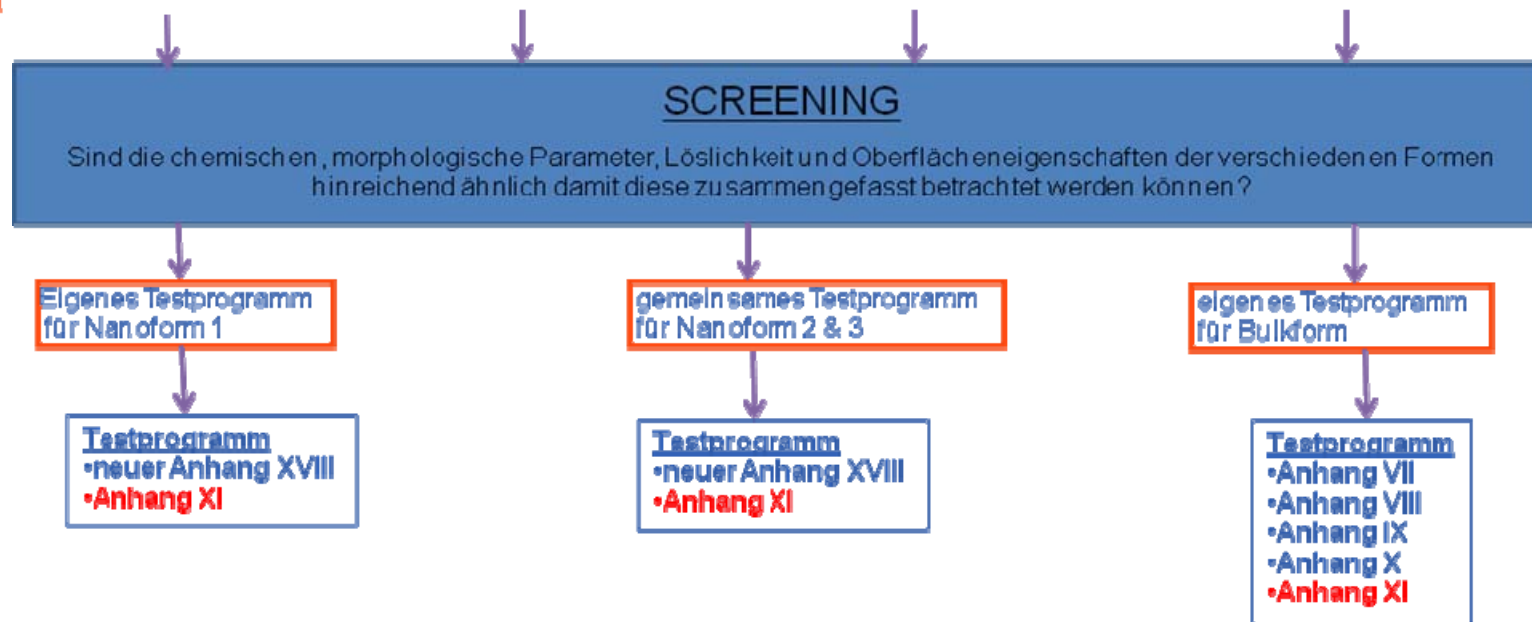 SCREENING
Sind die chemischen, morphologische Parameter, Löslichkeit und Oberflächeneigenschaften der verschiedenen Formen
hinreichend ähnlich damit diese zusammengefasst betrachtet werden können?
Eigenes Testprogramm
für Nanoform 1
gemeinsames Testprogramm
für Nanoform 2 & 3
eigenes Testprogramm
für Bulkform
Testprogramm
•neuer Anhang XVIII
•Anhang XI
Testprogramm
•neuer Anhang XVIII
•Anhang XI
Testprogramm
•Anhang VII
•Anhang VIII
•Anhang IX
•Anhang X
•Anhang XI